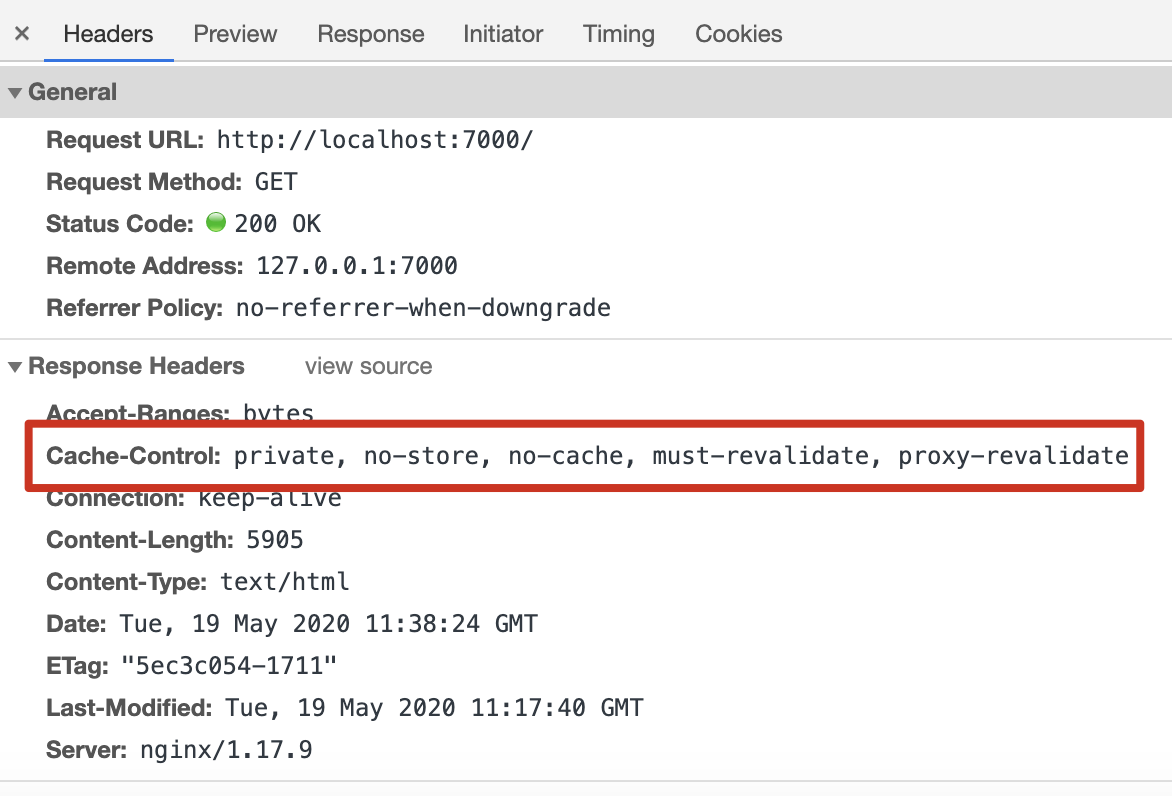 × Headers Preview Response Initiator Timing Cookies
▼ General
Request URL: http://localhost:7000/
Request Method: GET
Status Code: 200 OK
Remote Address: 127.0.0.1:7000
Referrer Policy: no-referrer-when-downgrade
▼ Response Headers view source
Accept-Ranges: bytes
Cache-Control: private, no-store, no-cache, must-revalidate, proxy-revalidate
Connection: keep-alive
Content-Length: 5905
Content-Type: text/html
Date: Tue, 19 May 2020 11:38:24 GMT
ETag: "5ec3c054-1711"
Last-Modified: Tue, 19 May 2020 11:17:40 GMT
Server: nginx/1.17.9